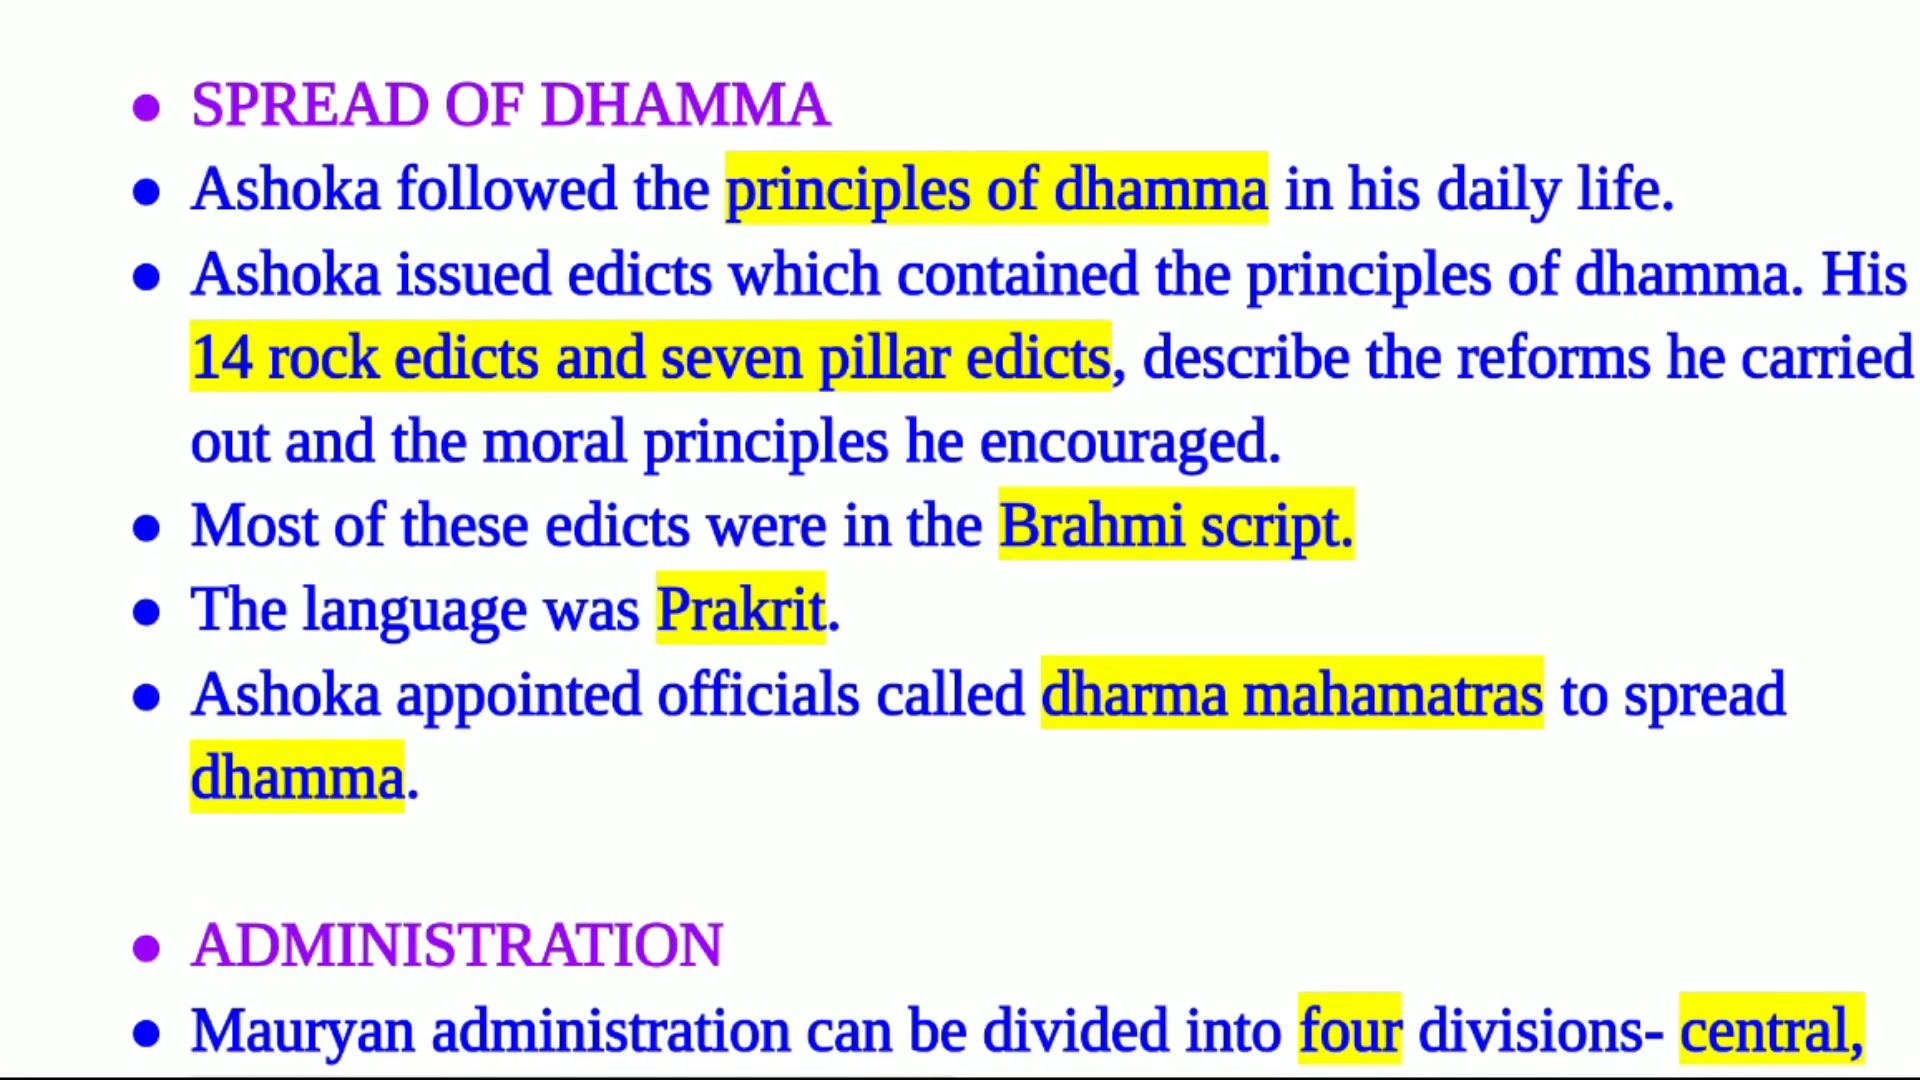 ● SPREAD OF DHAMMA
● Ashoka followed the principles of dhamma in his daily life.
● Ashoka issued edicts which contained the principles of dhamma. His
14 rock edicts and seven pillar edicts, describe the reforms he carried
out and the moral principles he encouraged.
● Most of these edicts were in the Brahmi script.
● The language was Prakrit.
● Ashoka appointed officials called dharma mahamatras to spread
dhamma.
● ADMINISTRATION
● Mauryan administration can be divided into four divisions- central,